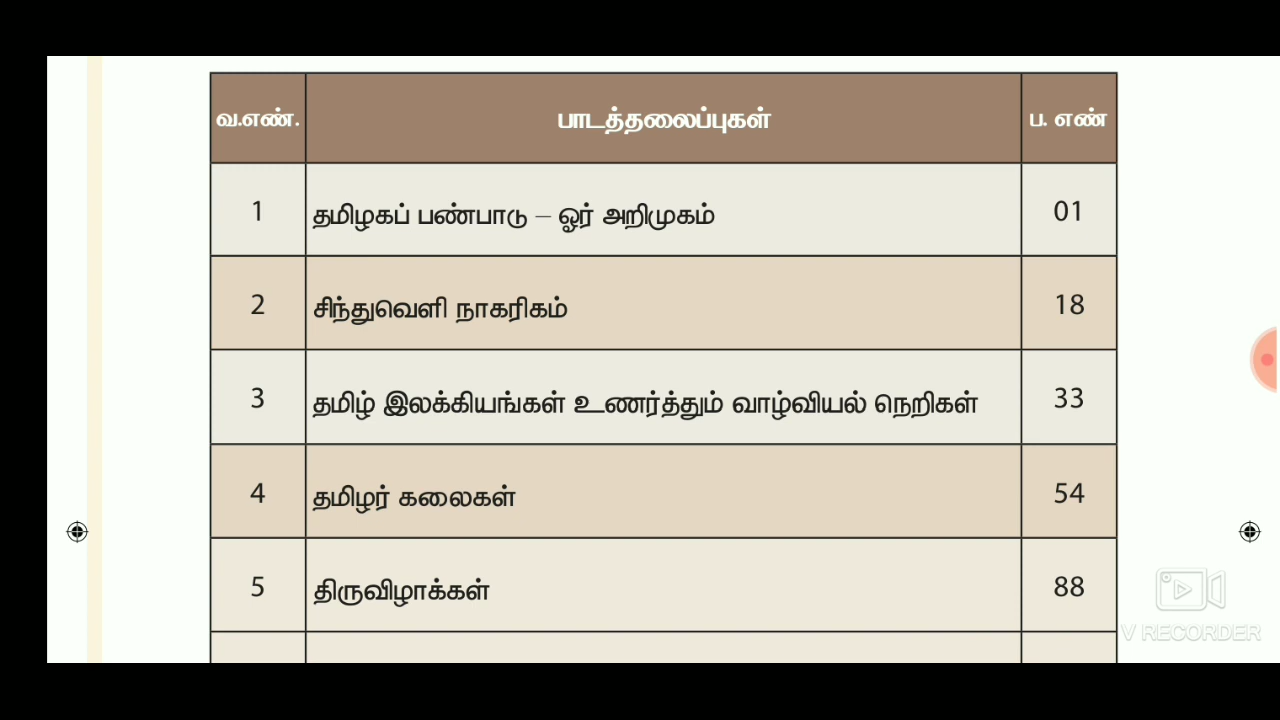 வ.எண். பாடத்தலைப்புகள் ப. எண்
1 தமிழகப் பண்பாடு – ஓர் அறிமுகம் 01
2 சிந்துவெளி நாகரிகம் 18
3 தமிழ் இலக்கியங்கள் உணர்த்தும் வாழ்வியல் நெறிகள் 33
4 தமிழர் கலைகள் 54
5 திருவிழாக்கள் 88
V RECORDER